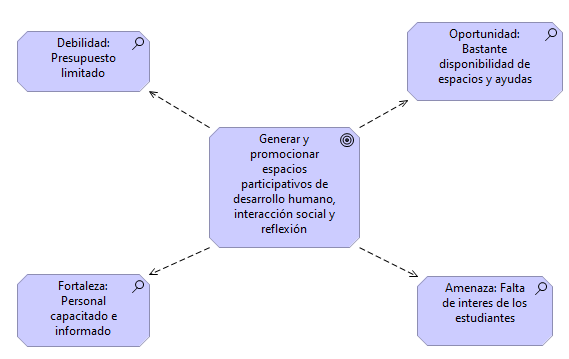 Debilidad:
Presupuesto
limitado
Oportunidad:
Bastante
disponibilidad de
espacios y ayudas
Generar y
promocionar
espacios
participativos de
desarrollo humano,
interacción social y
reflexión
Fortaleza:
Personal
capacitado e
informado
Amenaza: Falta
de interes de los
estudiantes